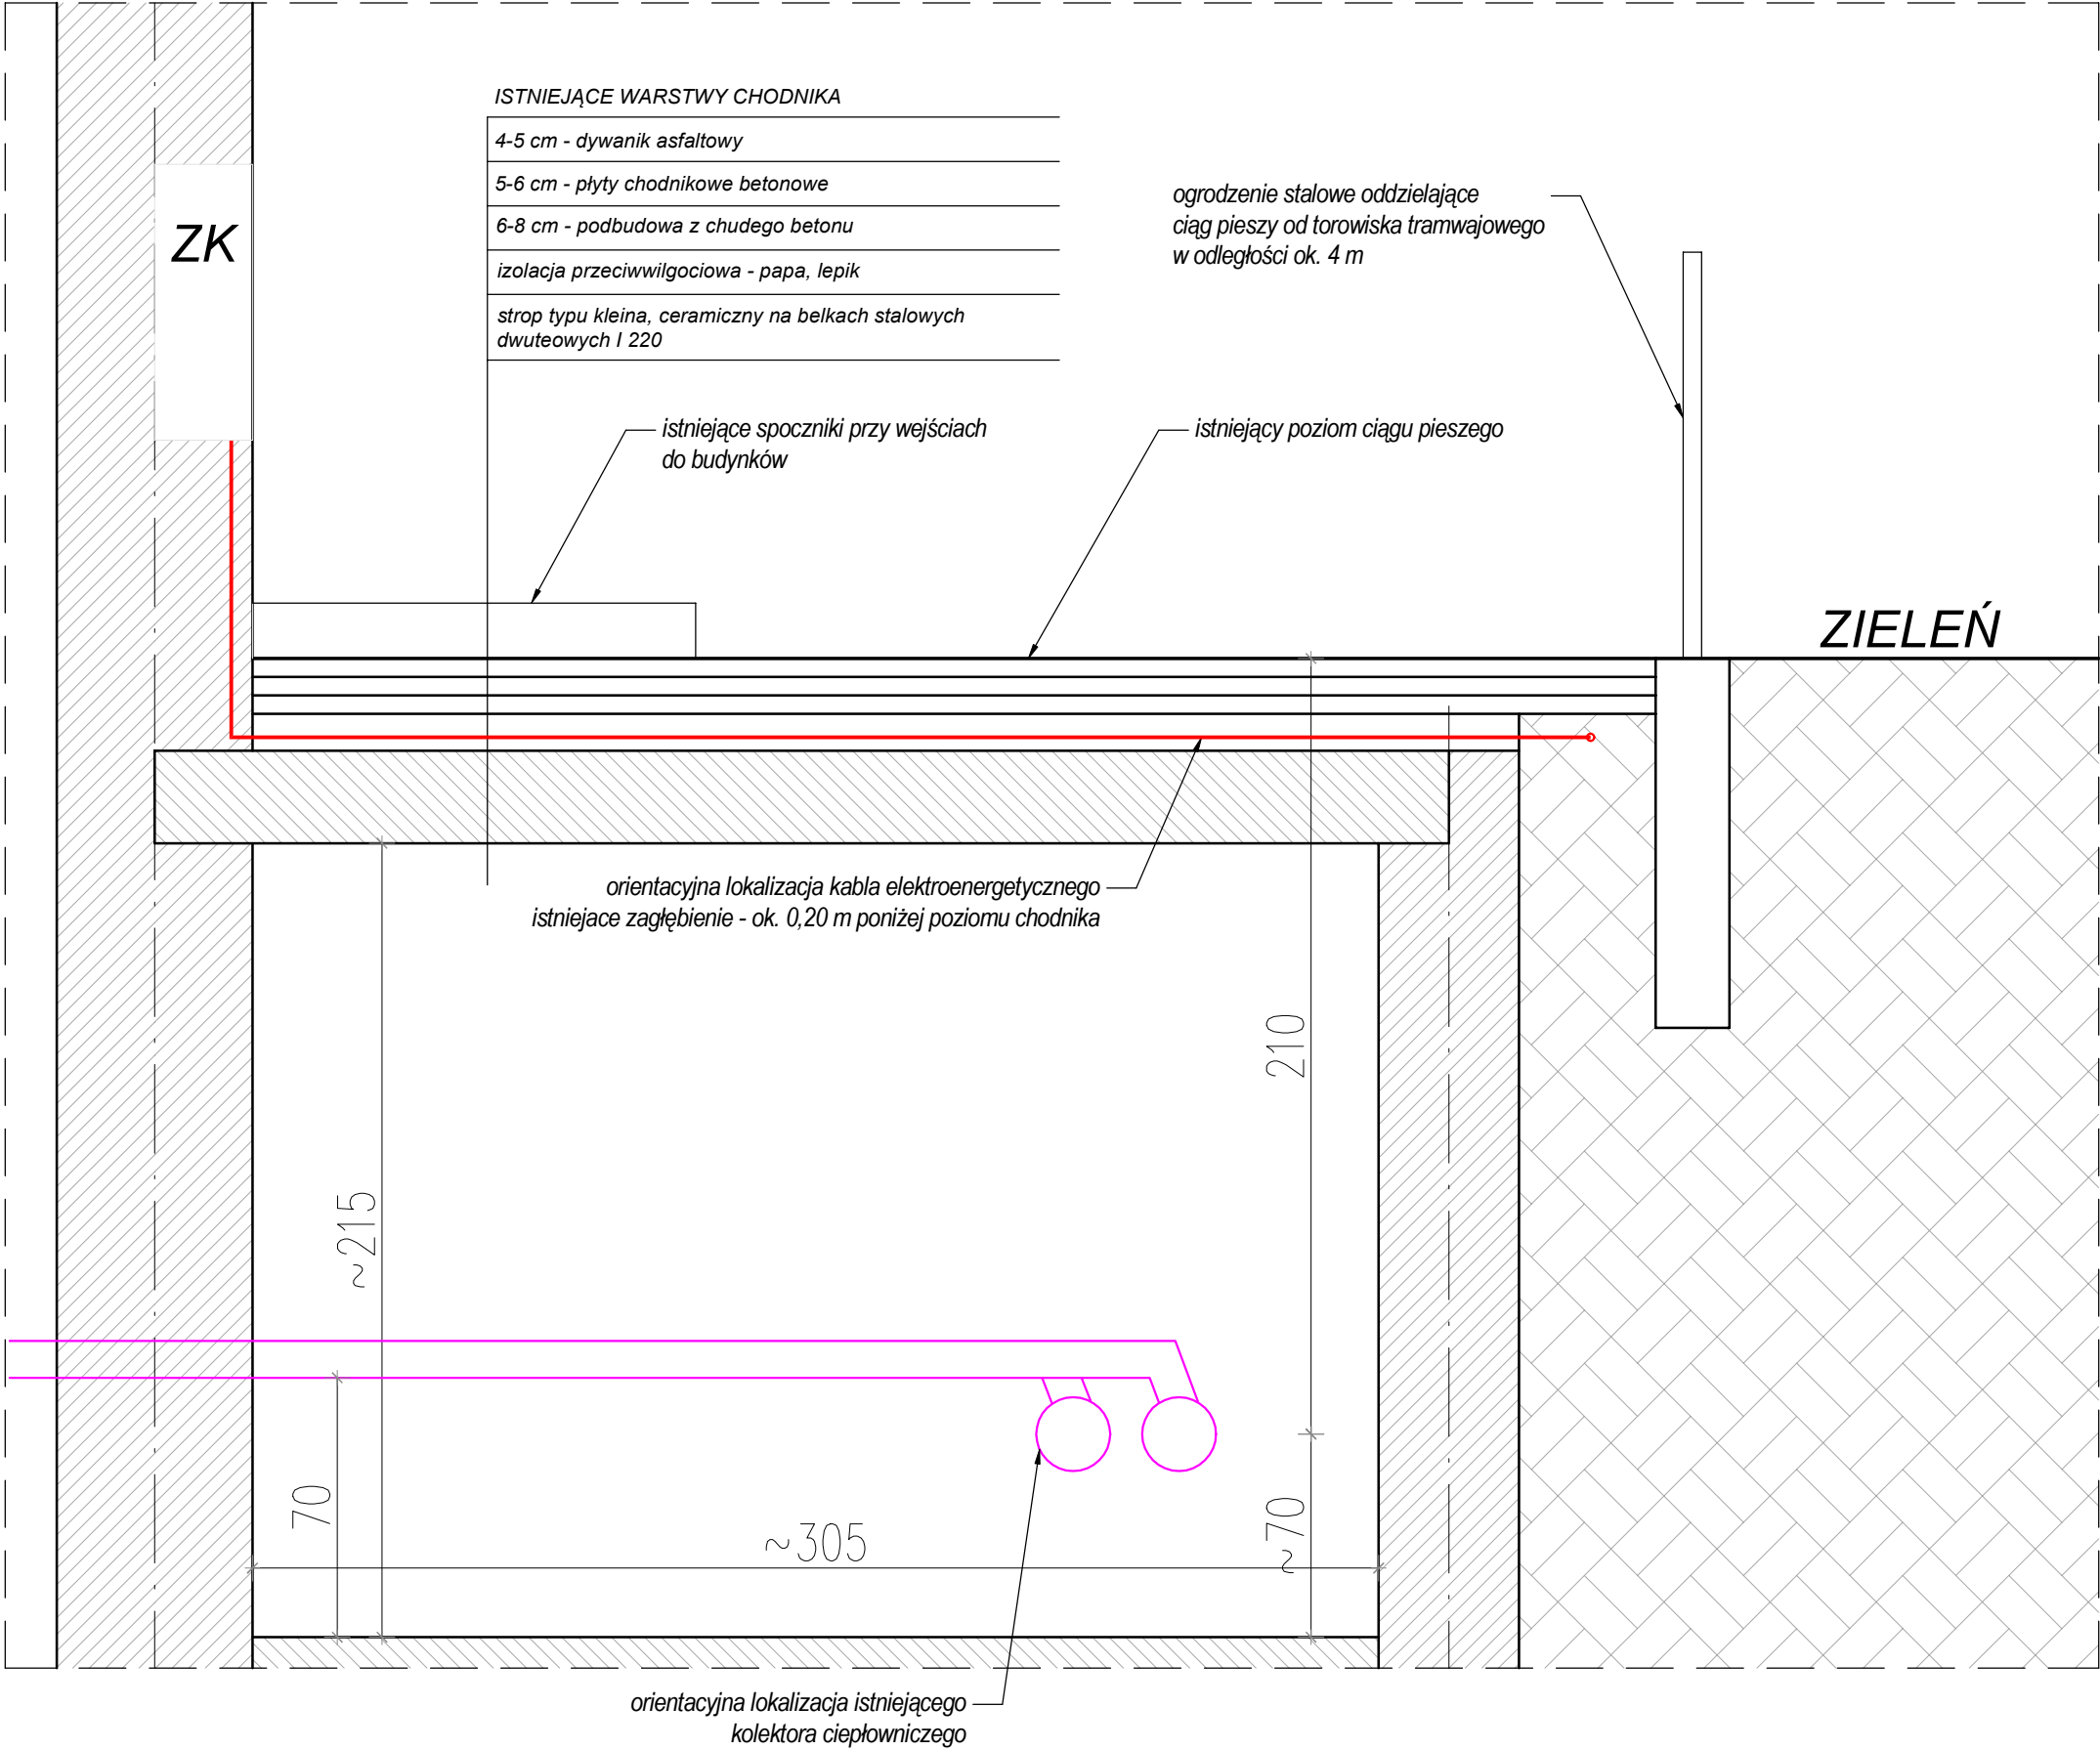 ISTNIEJĄCE WARSTWY CHODNIKA
4-5 cm - dywanik asfaltowy
5-6 cm - płyty chodnikowe betonowe
6-8 cm - podbudowa z chudego betonu
izolacja przeciwwilgociowa - papa, lepik
strop typu kleina, ceramiczny na belkach stalowych
dwuteowych I 220
ZK
ogrodzenie stalowe oddzielające
ciąg pieszy od torowiska tramwajowego
w odległości ok. 4 m
istniejące spoczniki przy wejściach
do budynków
istniejący poziom ciągu pieszego
ZIELEŃ
orientacyjna lokalizacja kabla elektroenergetycznego
istniejace zagłębienie - ok. 0,20 m poniżej poziomu chodnika
210
~215
70
~305
~70
orientacyjna lokalizacja istniejącego
kolektora ciepłowniczego